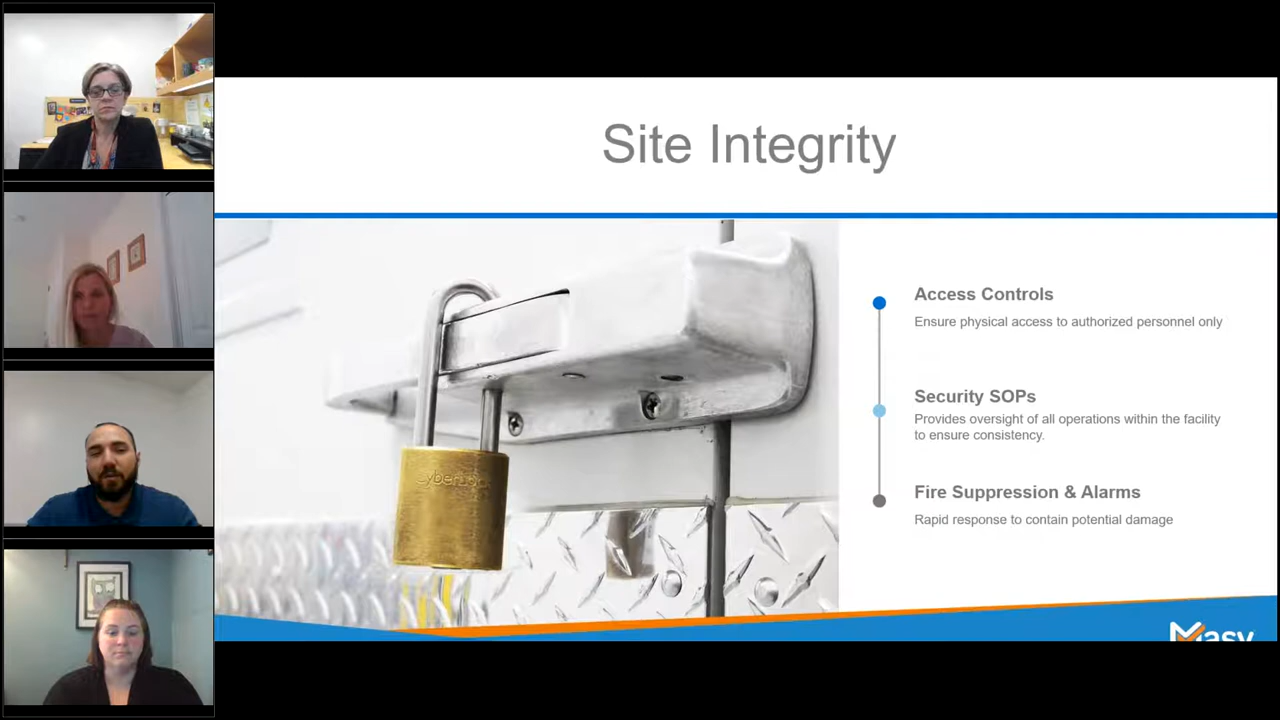 Site Integrity
Access Controls
Ensure physical access to authorized personnel only
Security SOPs
Provides oversight of all operations within the facility
to ensure consistency.
Fire Suppression & Alarms
Rapid response to contain potential damage
Masy